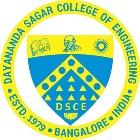 DAYANANDA SAGAR COLLEGE OF ENGINEERING
DSCE
• ESTD.1979 • BANGALORE • INDIA •